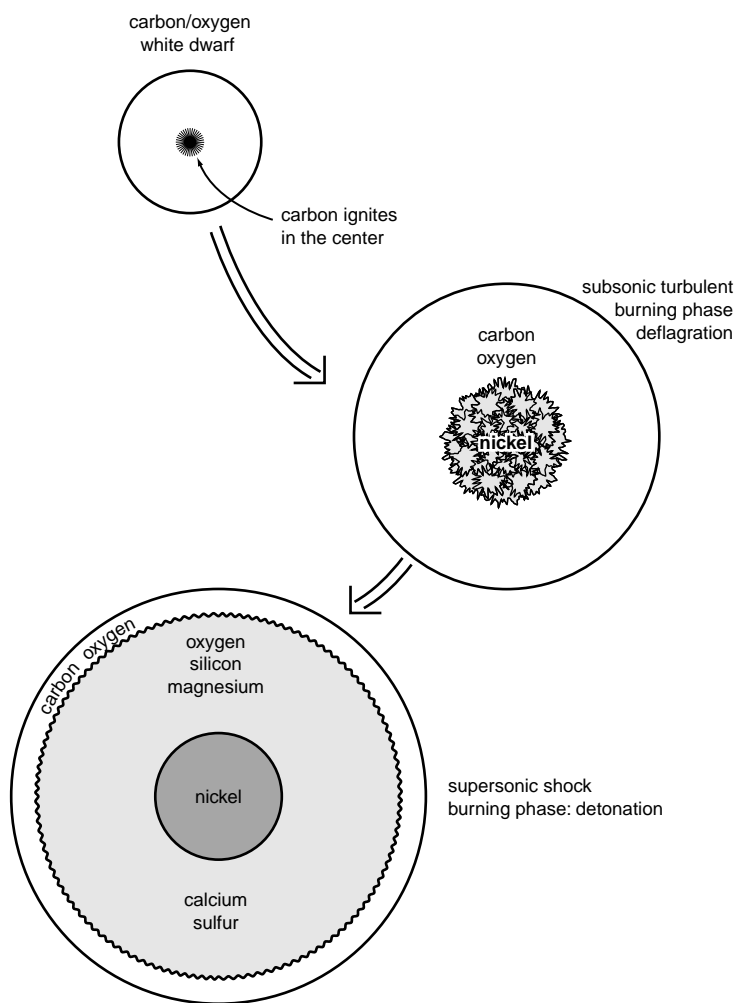 carbon/oxygen
white dwarf
carbon ignites
in the center
subsonic turbulent
burning phase
deflagration
carbon
oxygen
nickel
carbon oxygen
oxygen
silicon
magnesium
nickel
supersonic shock
burning phase: detonation
calcium
sulfur